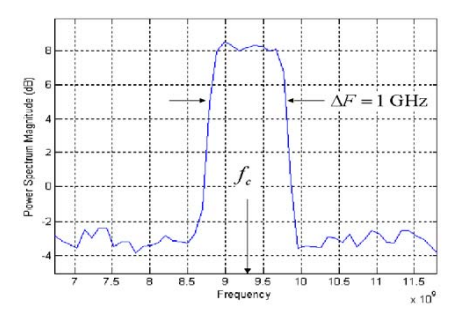 Power Spectrum Magnitude (dB)
8
6
4
2
0
-2
-4
ΔF = 1 GHz
f_c
7 7.5 8 8.5 9 9.5 10 10.5 11 11.5
Frequency
x 10^9